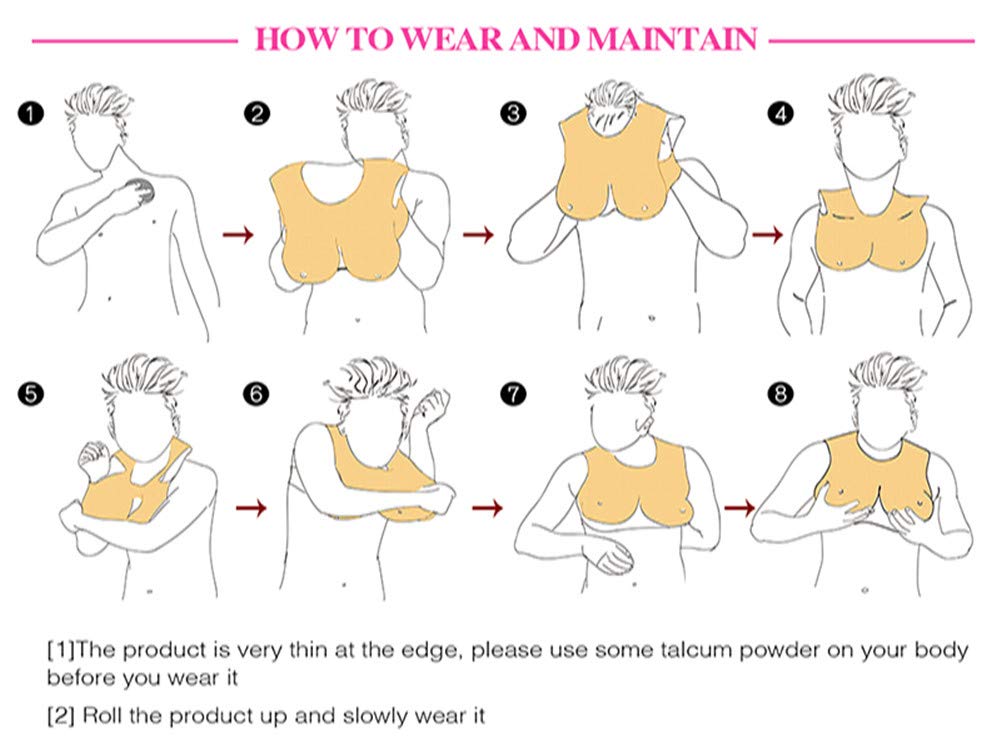 HOW TO WEAR AND MAINTAIN
1
2
3
4
5
6
7
8
[1]The product is very thin at the edge, please use some talcum powder on your body
before you wear it
[2] Roll the product up and slowly wear it